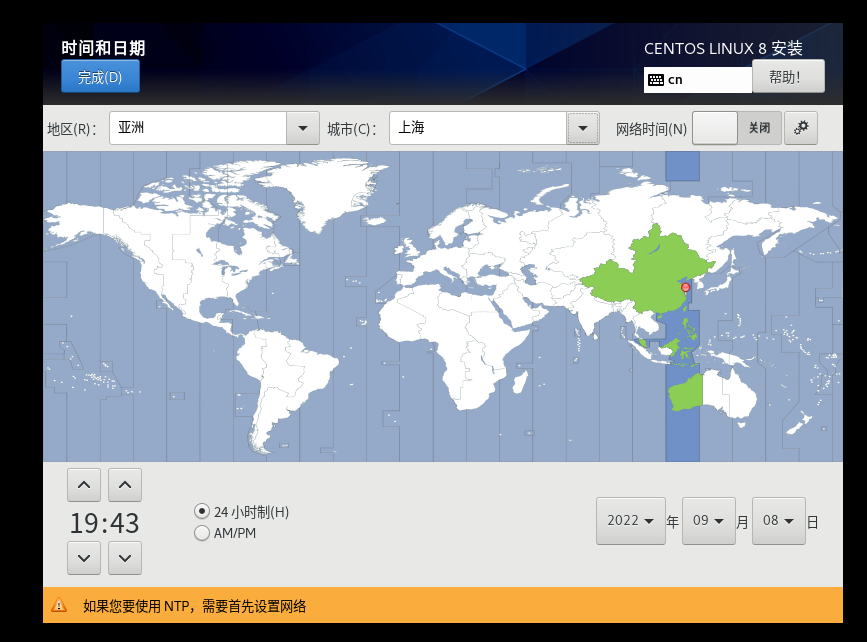 时间和日期
CENTOS LINUX 8 安装
完成(D)
cn
帮助！
地区(R)： 亚洲 城市(C)： 上海 网络时间(N) 关闭
19:43
24 小时制(H)
AM/PM
2022 年 09 月 08 日
如果您要使用 NTP，需要首先设置网络